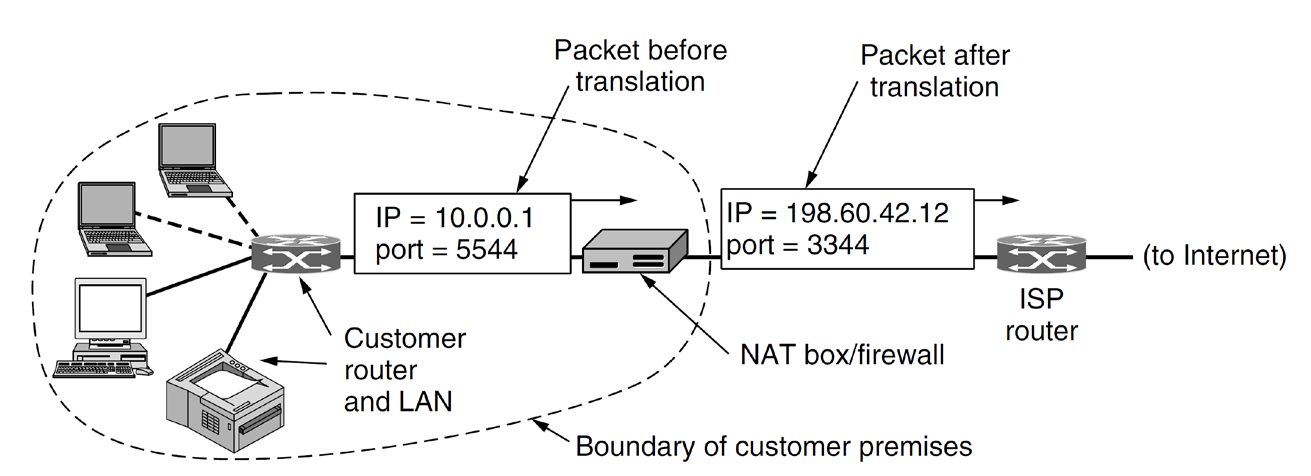 Packet before
translation
Packet after
translation
IP = 10.0.0.1
port = 5544
IP = 198.60.42.12
port = 3344
(to Internet)
ISP
router
Customer
router
and LAN
NAT box/firewall
Boundary of customer premises